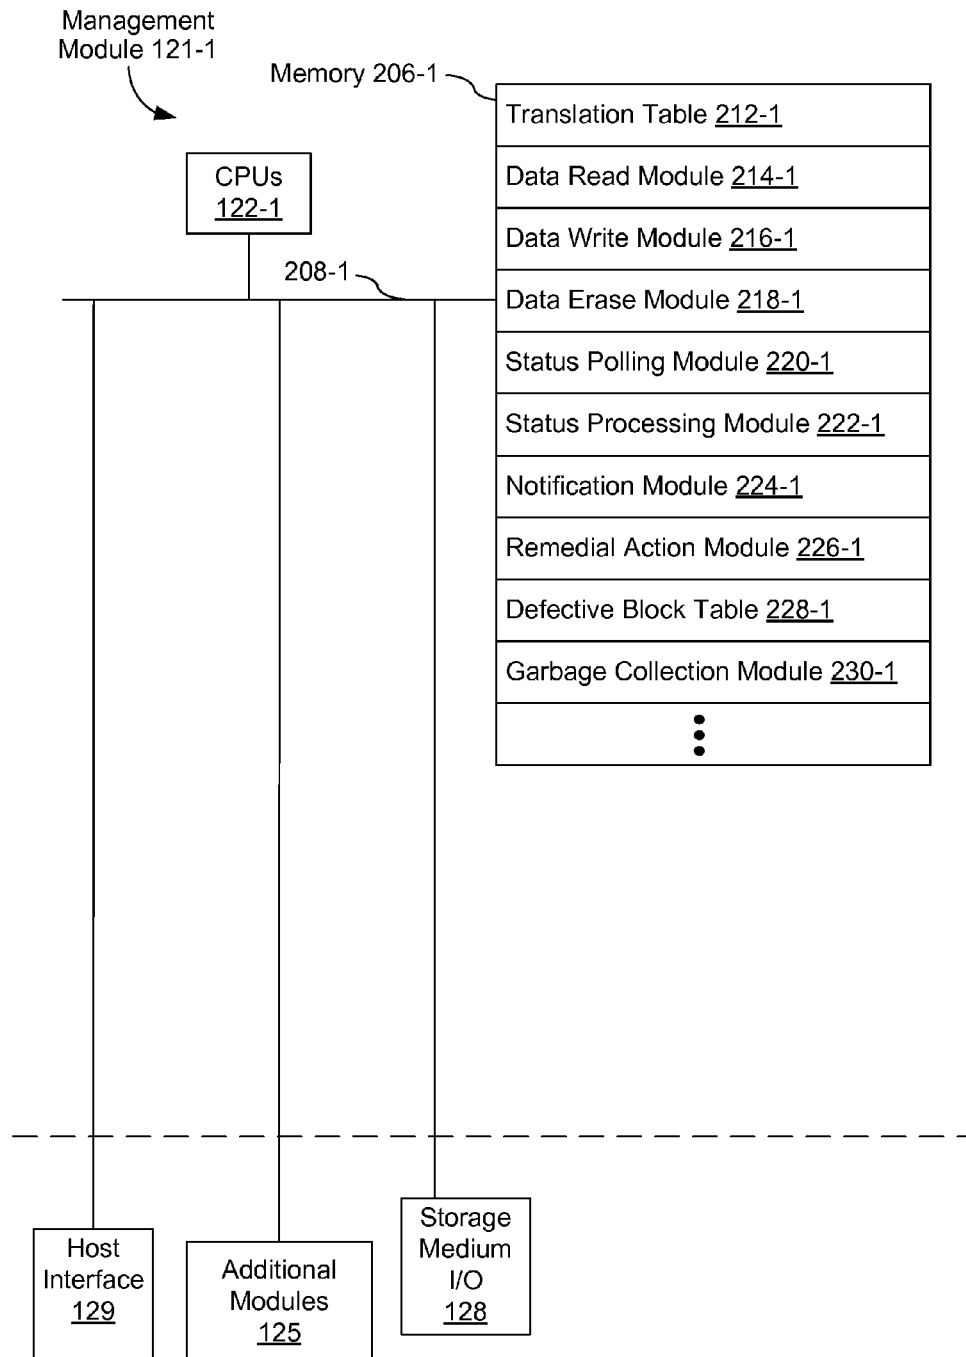 Management
Module 121-1
Memory 206-1
Translation Table 212-1
Data Read Module 214-1
CPUs
122-1
Data Write Module 216-1
208-1
Data Erase Module 218-1
Status Polling Module 220-1
Status Processing Module 222-1
Notification Module 224-1
Remedial Action Module 226-1
Defective Block Table 228-1
Garbage Collection Module 230-1
Host
Interface
129
Additional
Modules
125
Storage
Medium
I/O
128